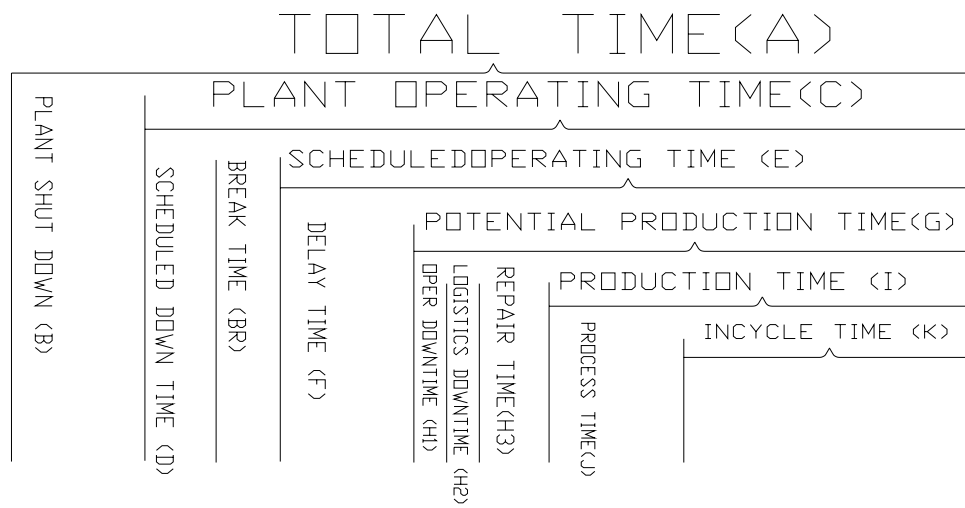 TOTAL TIME(A)
PLANT OPERATING TIME(C)
PLANT SHUT DOWN (B)
SCHEDULEDOPERATING TIME (E)
SCHEDULED DOWN TIME (D)
BREAK TIME (BR)
DELAY TIME (F)
POTENTIAL PRODUCTION TIME(G)
OPER DOWNTIME (H1)
LOGISTICS DOWNTIME (H2)
REPAIR TIME(H3)
PRODUCTION TIME (I)
PROCESS TIME(J)
INCYCLE TIME (K)